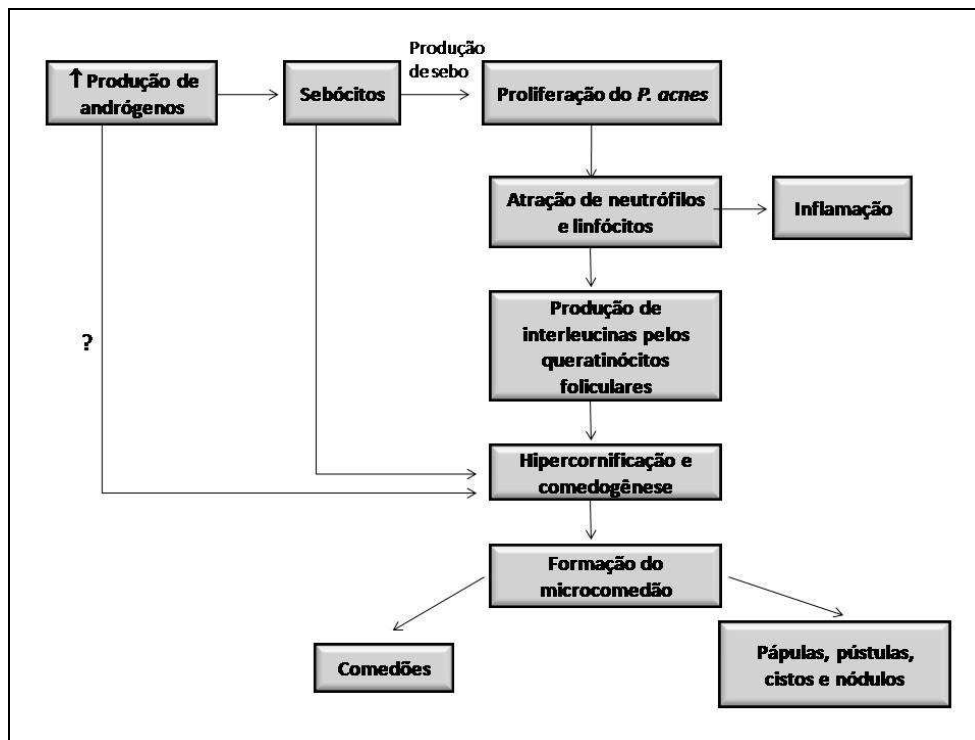 ↑Produção de
andrógenos
Sebócitos
Produção
de sebo
Proliferação do P. acnes
Atração de neutrófilos
e linfócitos
Inflamação
Produção de
interleucinas pelos
queratinócitos
foliculares
?
Hipercornificação e
comedogênese
Formação do
microcomedão
Comedões
Pápulas, pústulas,
cistos e nódulos